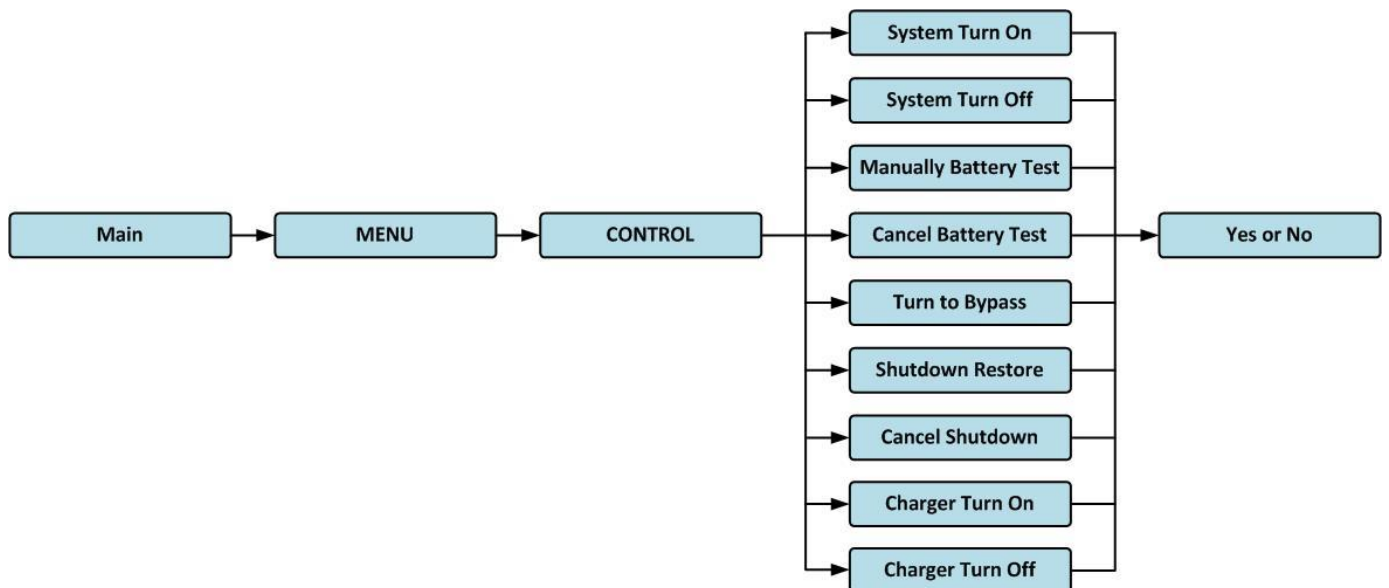 System Turn On
System Turn Off
Manually Battery Test
Main
MENU
CONTROL
Cancel Battery Test
Yes or No
Turn to Bypass
Shutdown Restore
Cancel Shutdown
Charger Turn On
Charger Turn Off